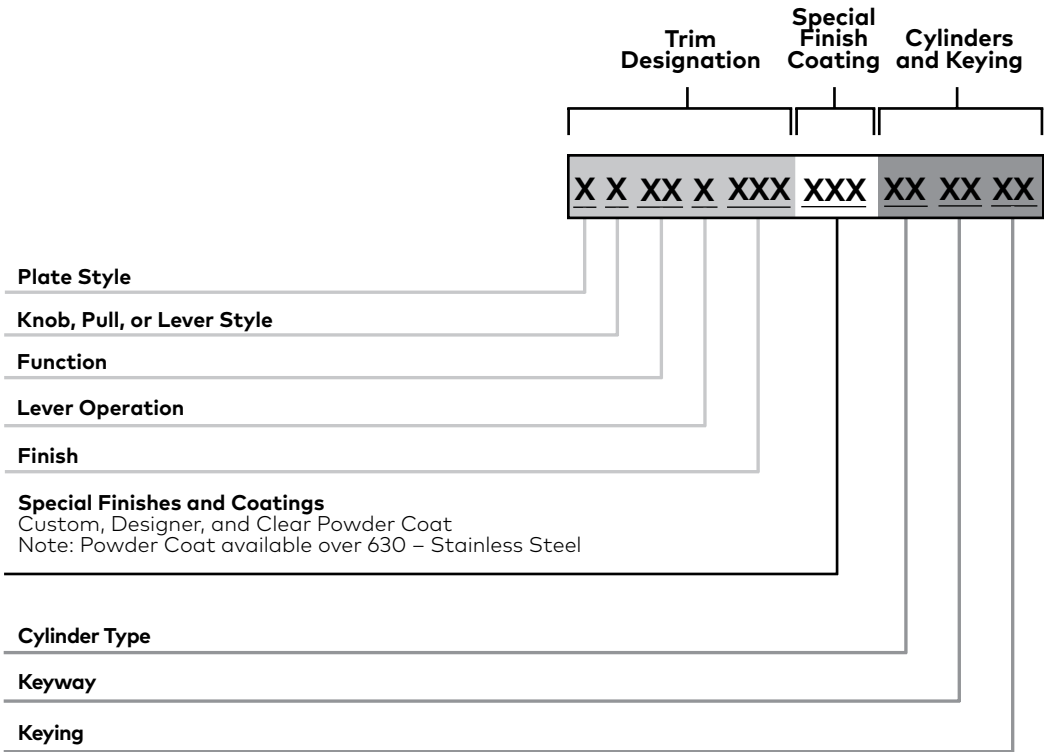 Trim
Designation
Special
Finish
Coating
Cylinders
and Keying
X X XX X XXX XXX XX XX XX
Plate Style
Knob, Pull, or Lever Style
Function
Lever Operation
Finish
Special Finishes and Coatings
Custom, Designer, and Clear Powder Coat
Note: Powder Coat available over 630 – Stainless Steel
Cylinder Type
Keyway
Keying